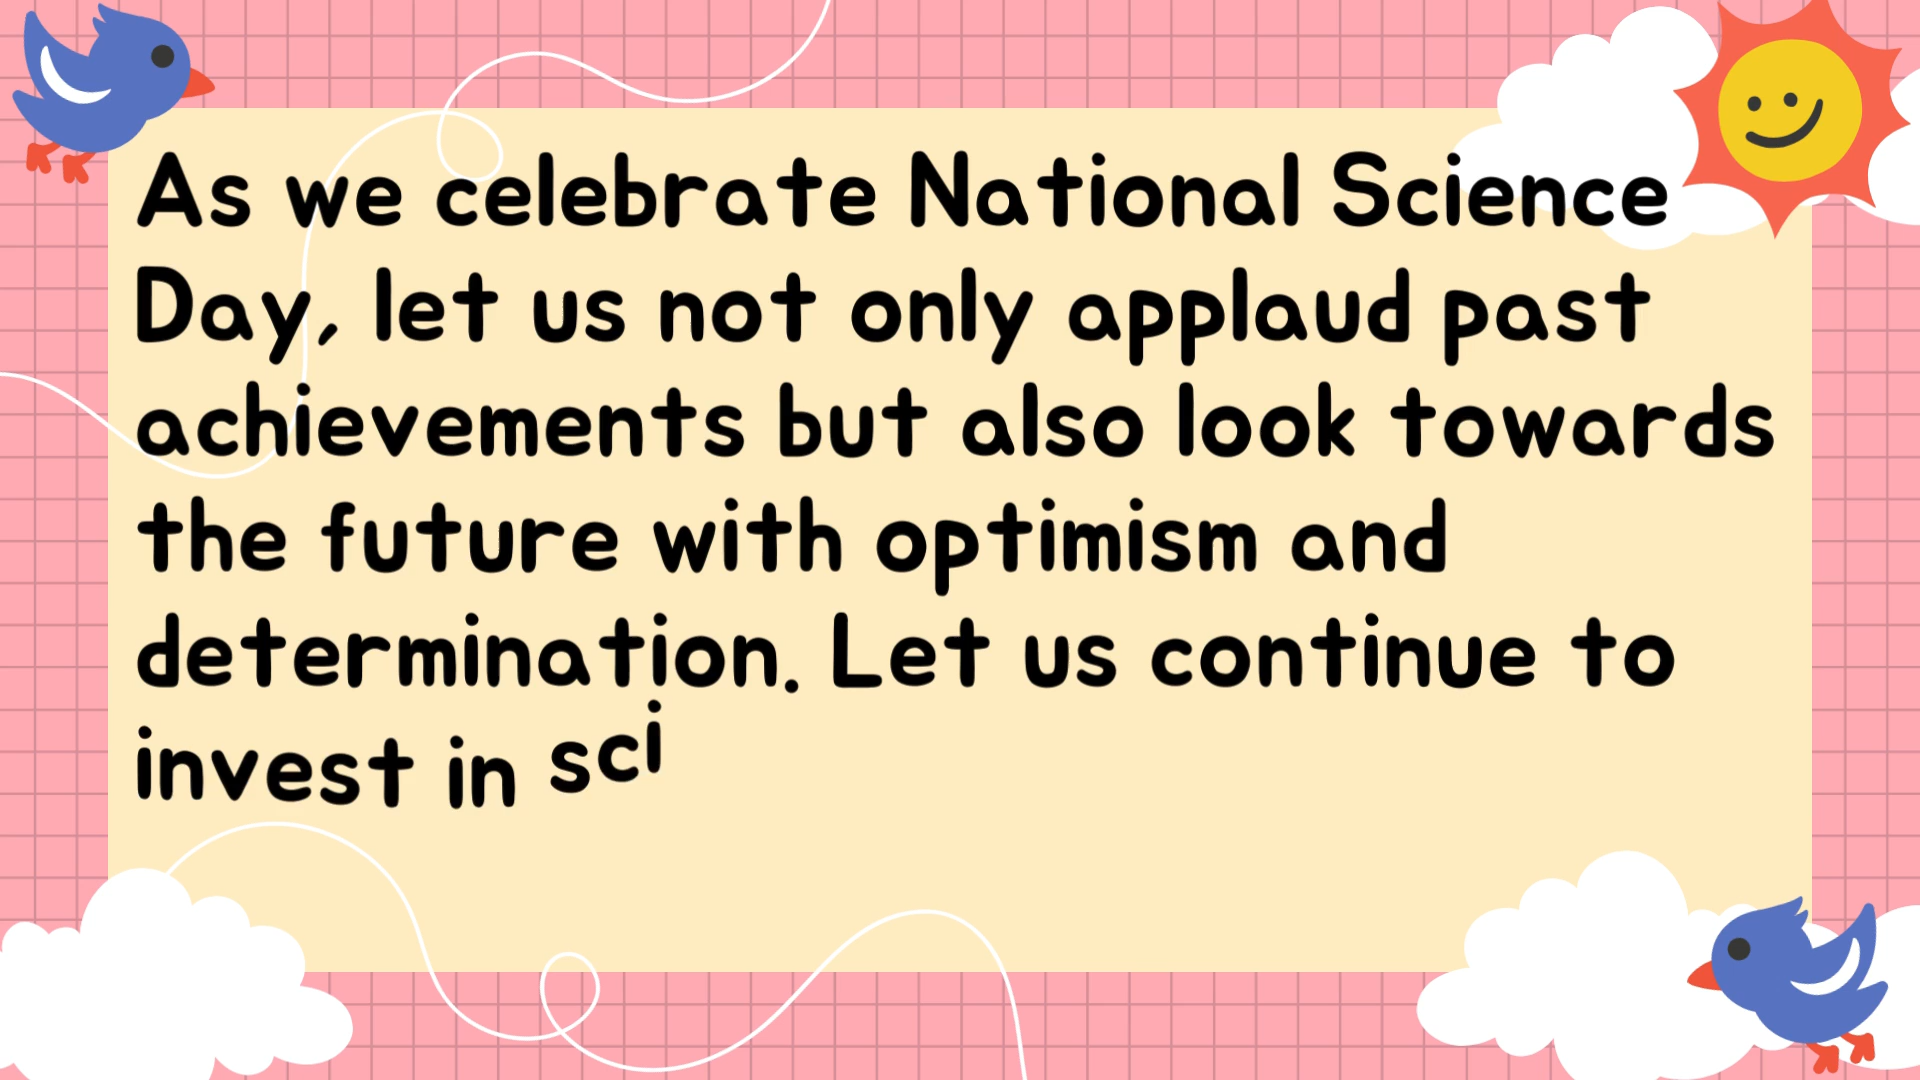 As we celebrate National Science
Day, let us not only applaud past
achievements but also look towards
the future with optimism and
determination. Let us continue to
invest in sci